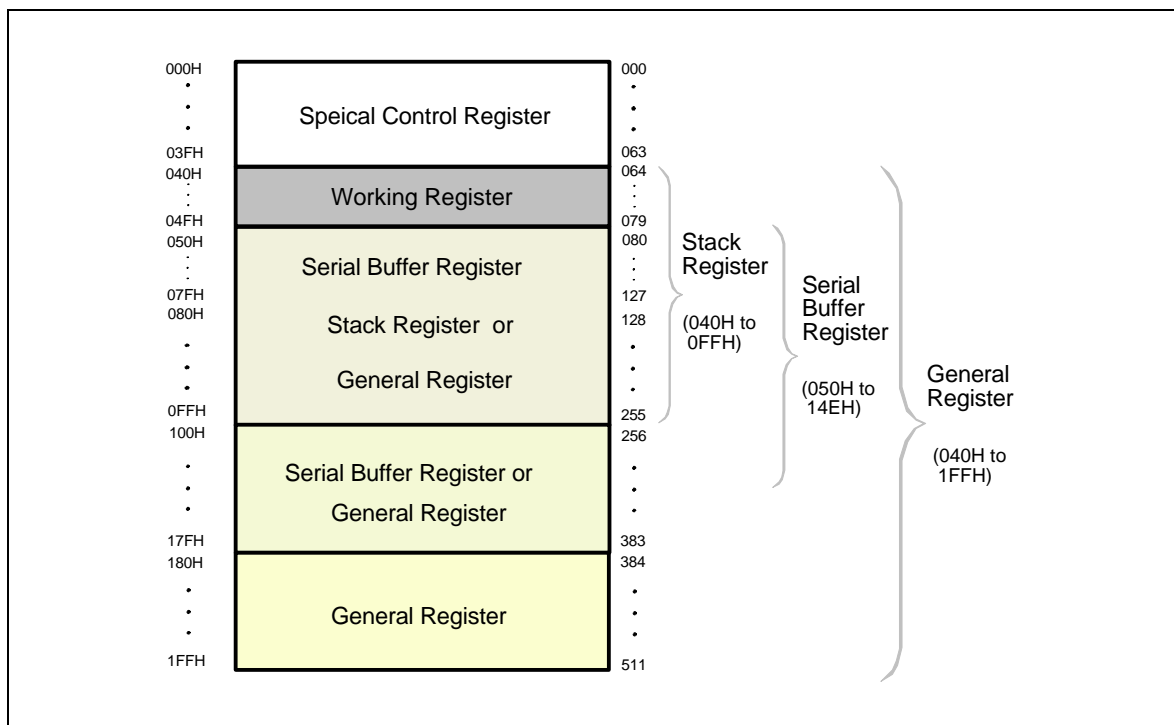 000H
000
Speical Control Register
03FH
063
040H
064
Working Register
04FH
079
050H
080
Serial Buffer Register
07FH
127
080H
128
Stack Register or
General Register
0FFH
255
100H
256
Serial Buffer Register or
General Register
17FH
383
180H
384
General Register
1FFH
511
Stack
Register
(040H to
0FFH)
Serial
Buffer
Register
(050H to
14EH)
General
Register
(040H to
1FFH)